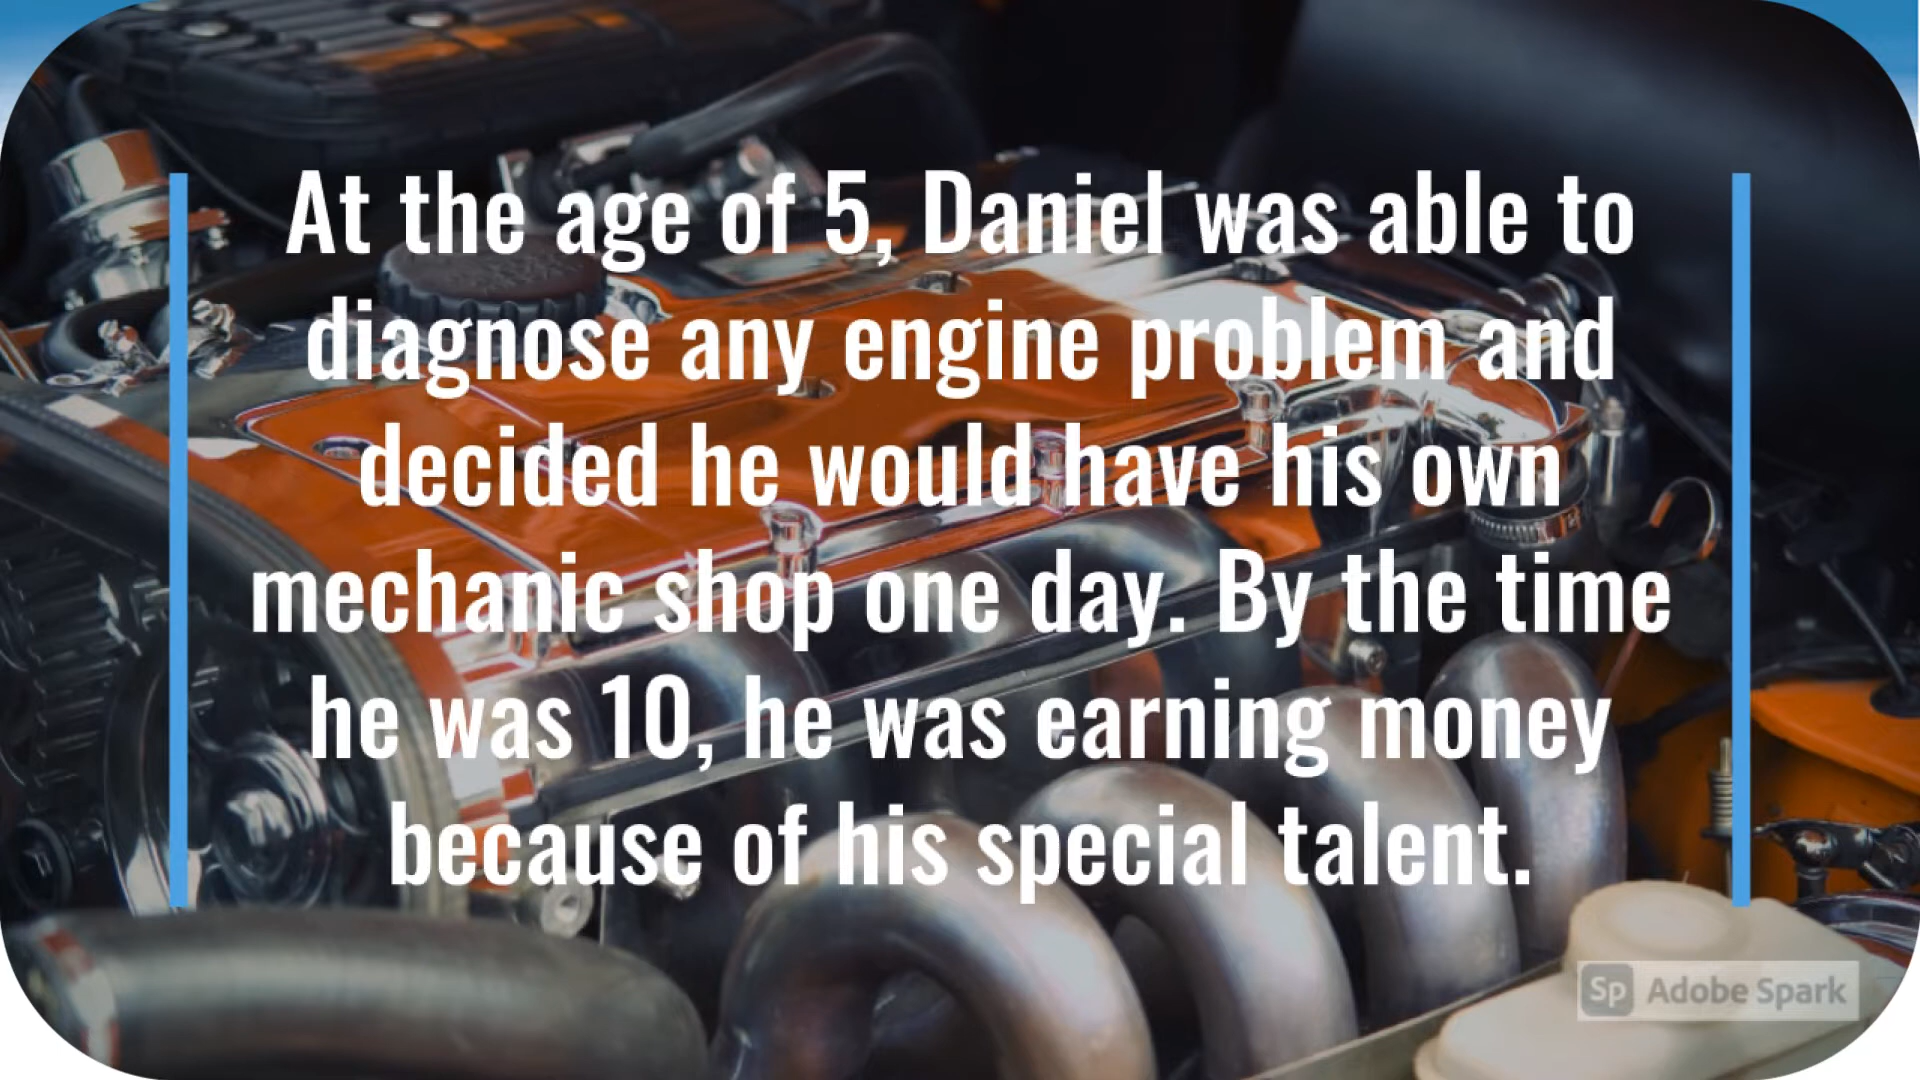 At the age of 5, Daniel was able to
diagnose any engine problem and
decided he would have his own
mechanic shop one day. By the time
he was 10, he was earning money
because of his special talent.
Sp Adobe Spark